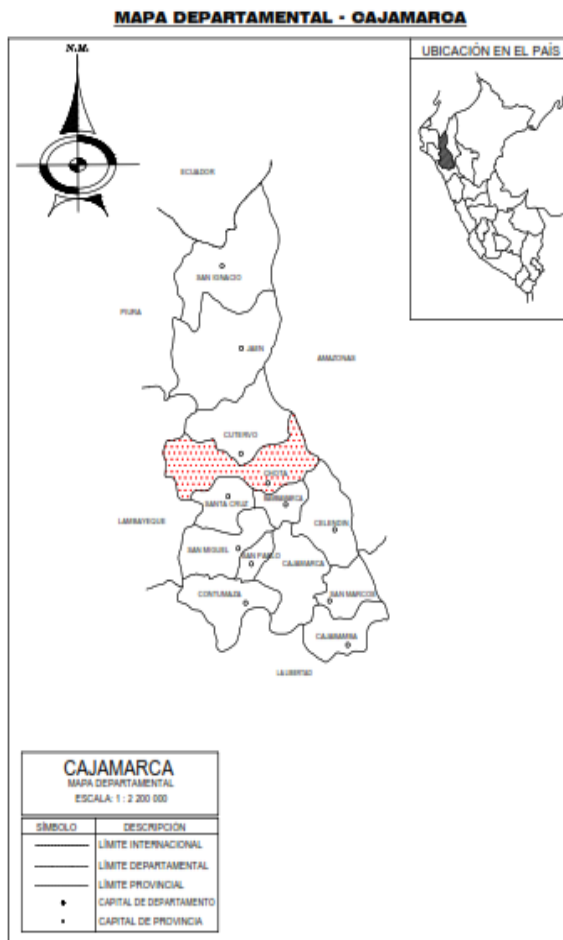 MAPA DEPARTAMENTAL - CAJAMARCA
N.M.
UBICACIÓN EN EL PAÍS
ECUADOR
SAN IGNACIO
PIURA
JAEN
AMAZONAS
CUTERVO
CHOTA
SANTA CRUZ
LAMBAYEQUE
CELENDIN
SAN MIGUEL
SAN PABLO
CAJAMARCA
CONTUMAZA
SAN MARCOS
CAJABAMBA
LA LIBERTAD
CAJAMARCA
MAPA DEPARTAMENTAL
ESCALA: 1 : 2 200 000
SÍMBOLO DESCRIPCIÓN
LÍMITE INTERNACIONAL
LÍMITE DEPARTAMENTAL
LÍMITE PROVINCIAL
CAPITAL DE DEPARTAMENTO
CAPITAL DE PROVINCIA